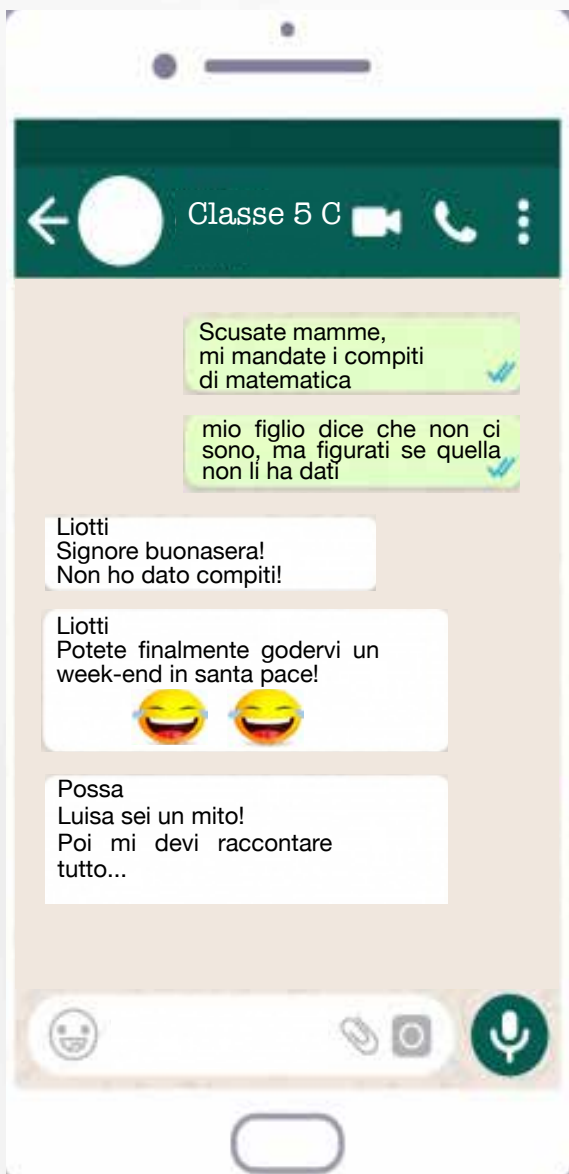 Classe 5 C
Scusate mamme,
mi mandate i compiti
di matematica
mio figlio dice che non ci
sono, ma figurati se quella
non li ha dati
Liotti
Signore buonasera!
Non ho dato compiti!
Liotti
Potete finalmente godervi un
week-end in santa pace!
Possa
Luisa sei un mito!
Poi mi devi raccontare
tutto...